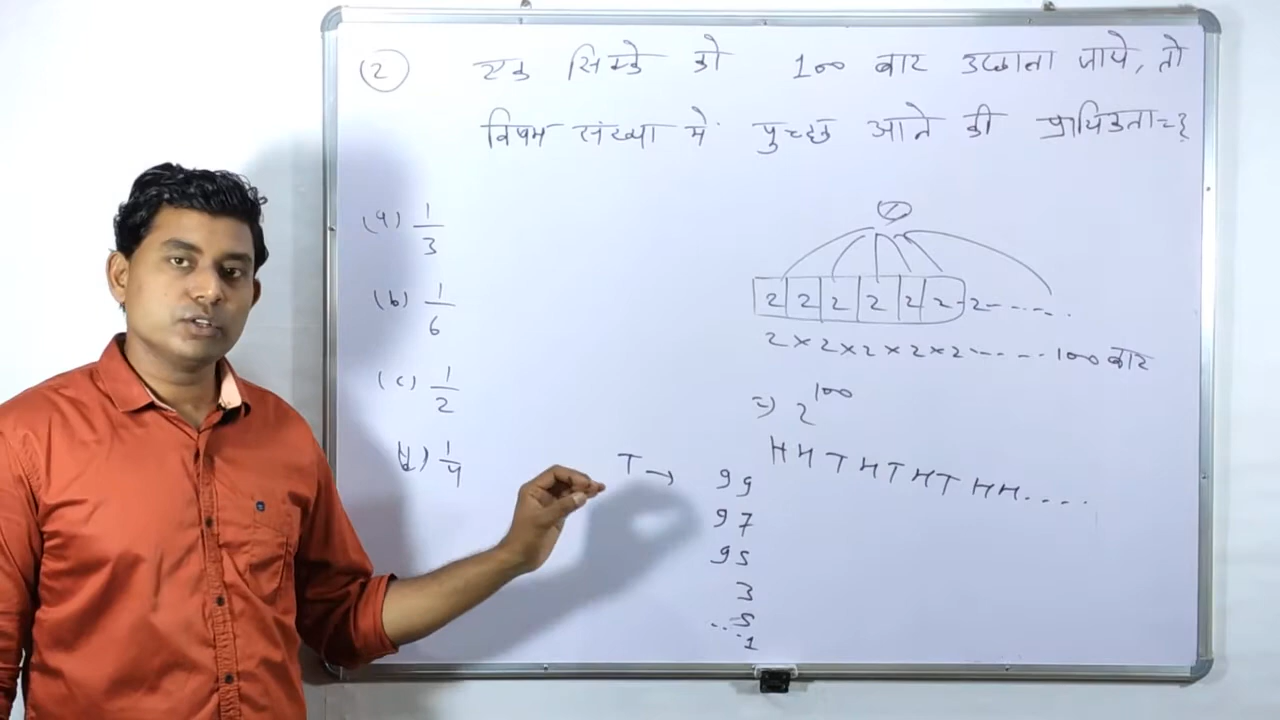 (2) एक सिक्के को 100 बार उछाला जाये, तो
विषम संख्या में पुच्छ आने की प्रायिकता = ?
(a) 1/3
(b) 1/6
(c) 1/2
(d) 1/4
2 2 2 2 2 2 - 2 - - - - -
2 × 2 × 2 × 2 × 2 ------ 100 बार
=) 2^100
H H T H T H T H H ....
T → 99
97
95
3
...5
1